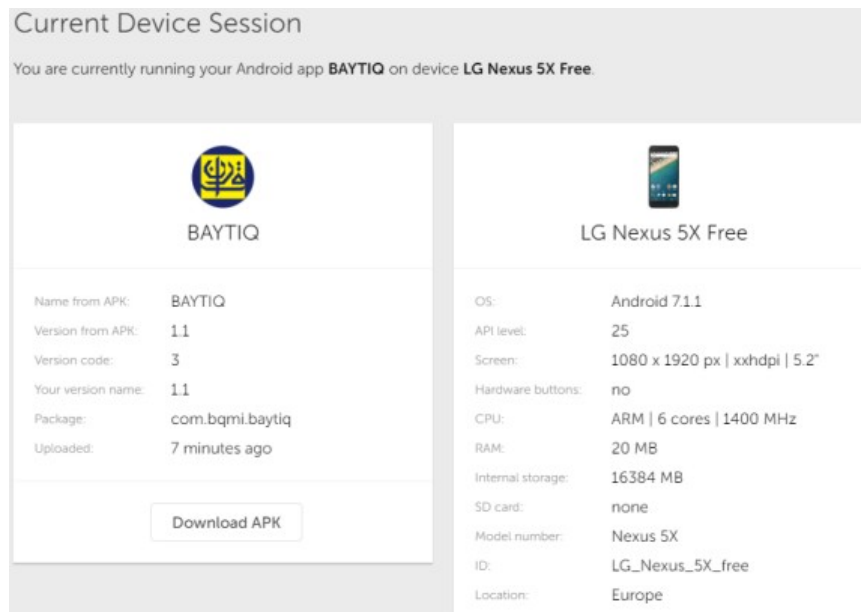 Current Device Session
You are currently running your Android app BAYTIQ on device LG Nexus 5X Free.
BAYTIQ
Name from APK: BAYTIQ
Version from APK: 1.1
Version code: 3
Your version name: 1.1
Package: com.bqmi.baytiq
Uploaded: 7 minutes ago
Download APK
LG Nexus 5X Free
OS: Android 7.1.1
API level: 25
Screen: 1080 x 1920 px | xxhdpi | 5.2"
Hardware buttons: no
CPU: ARM | 6 cores | 1400 MHz
RAM: 20 MB
Internal storage: 16384 MB
SD card: none
Model number: Nexus 5X
ID: LG_Nexus_5X_free
Location: Europe